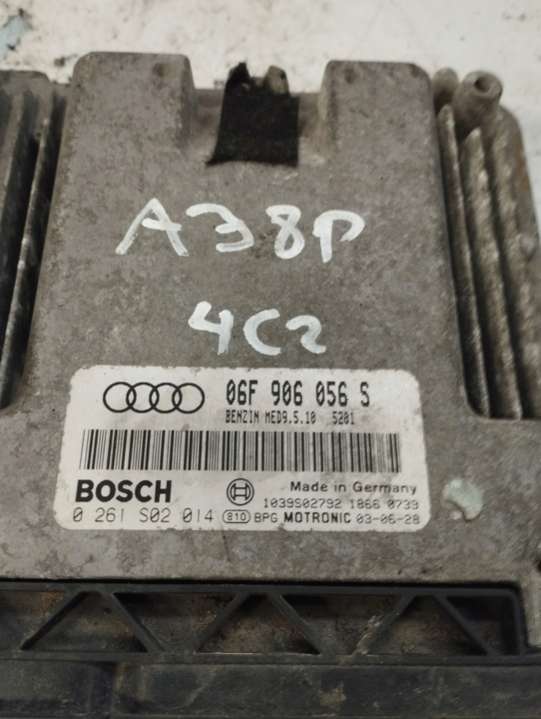 A38P
4C2
06F 906 056 S
BENZIN MED9.5.10 5201
BOSCH
Made in Germany
1039S02792 1866 0733
0 261 S02 014 810 BPG MOTRONIC 03-06-28